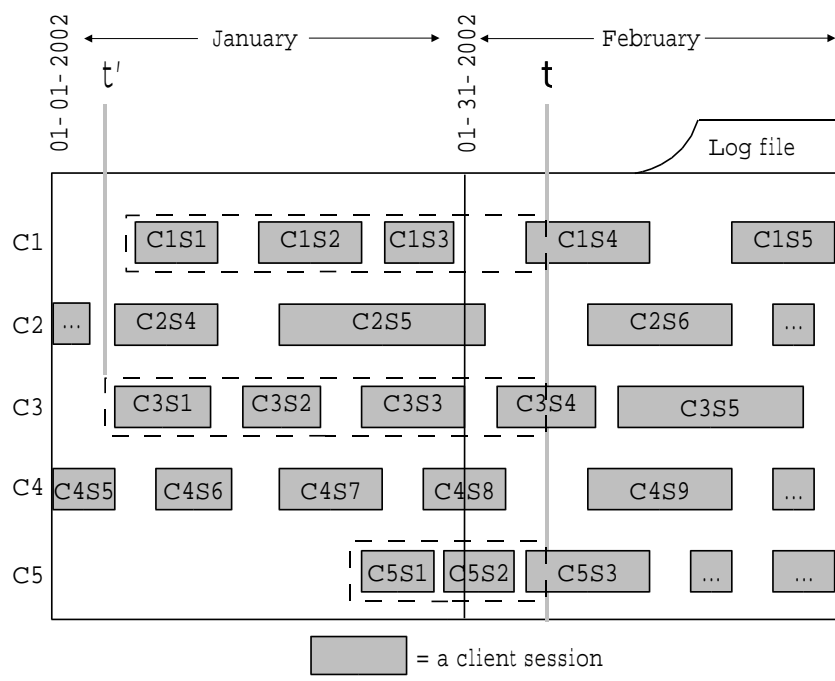 01-01-2002
January
01-31-2002
February
t'
t
Log file
C1
C1S1
C1S2
C1S3
C1S4
C1S5
C2
...
C2S4
C2S5
C2S6
...
C3
C3S1
C3S2
C3S3
C3S4
C3S5
C4
C4S5
C4S6
C4S7
C4S8
C4S9
...
C5
C5S1
C5S2
C5S3
...
...
= a client session